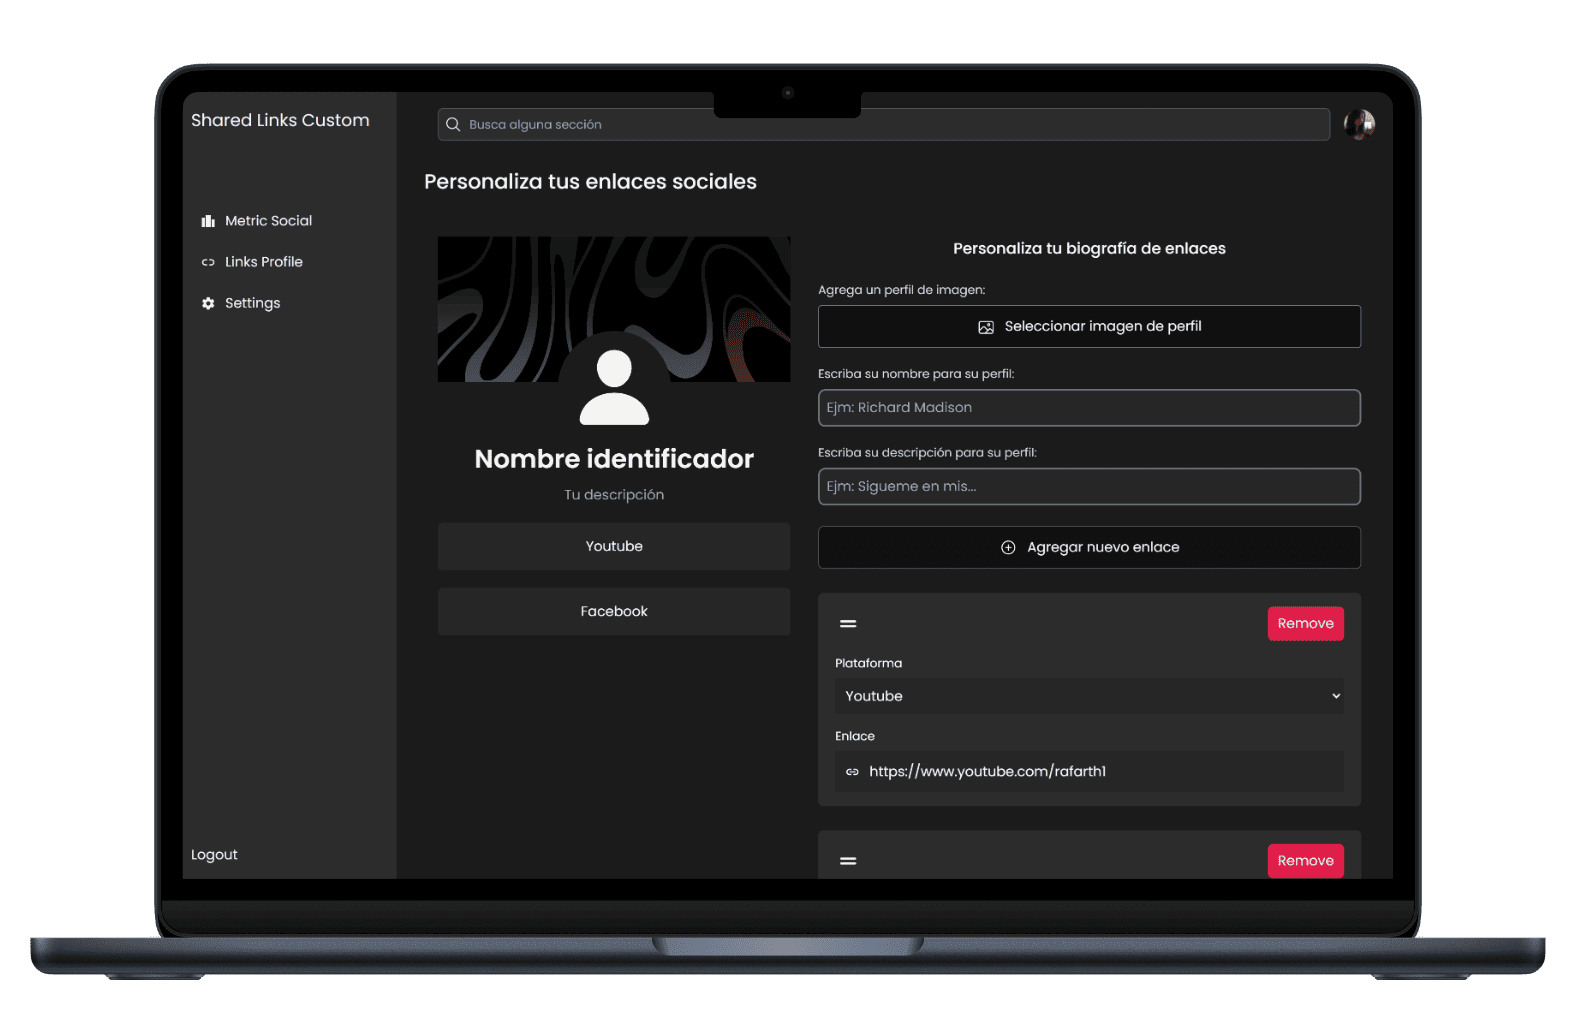 Shared Links Custom
Metric Social
Links Profile
Settings
Logout
Busca alguna sección
Personaliza tus enlaces sociales
Nombre identificador
Tu descripción
Youtube
Facebook
Personaliza tu biografía de enlaces
Agrega un perfil de imagen:
Seleccionar imagen de perfil
Escriba su nombre para su perfil:
Ejm: Richard Madison
Escriba su descripción para su perfil:
Ejm: Sigueme en mis...
Agregar nuevo enlace
Remove
Plataforma
Youtube
Enlace
https://www.youtube.com/rafarth1
Remove